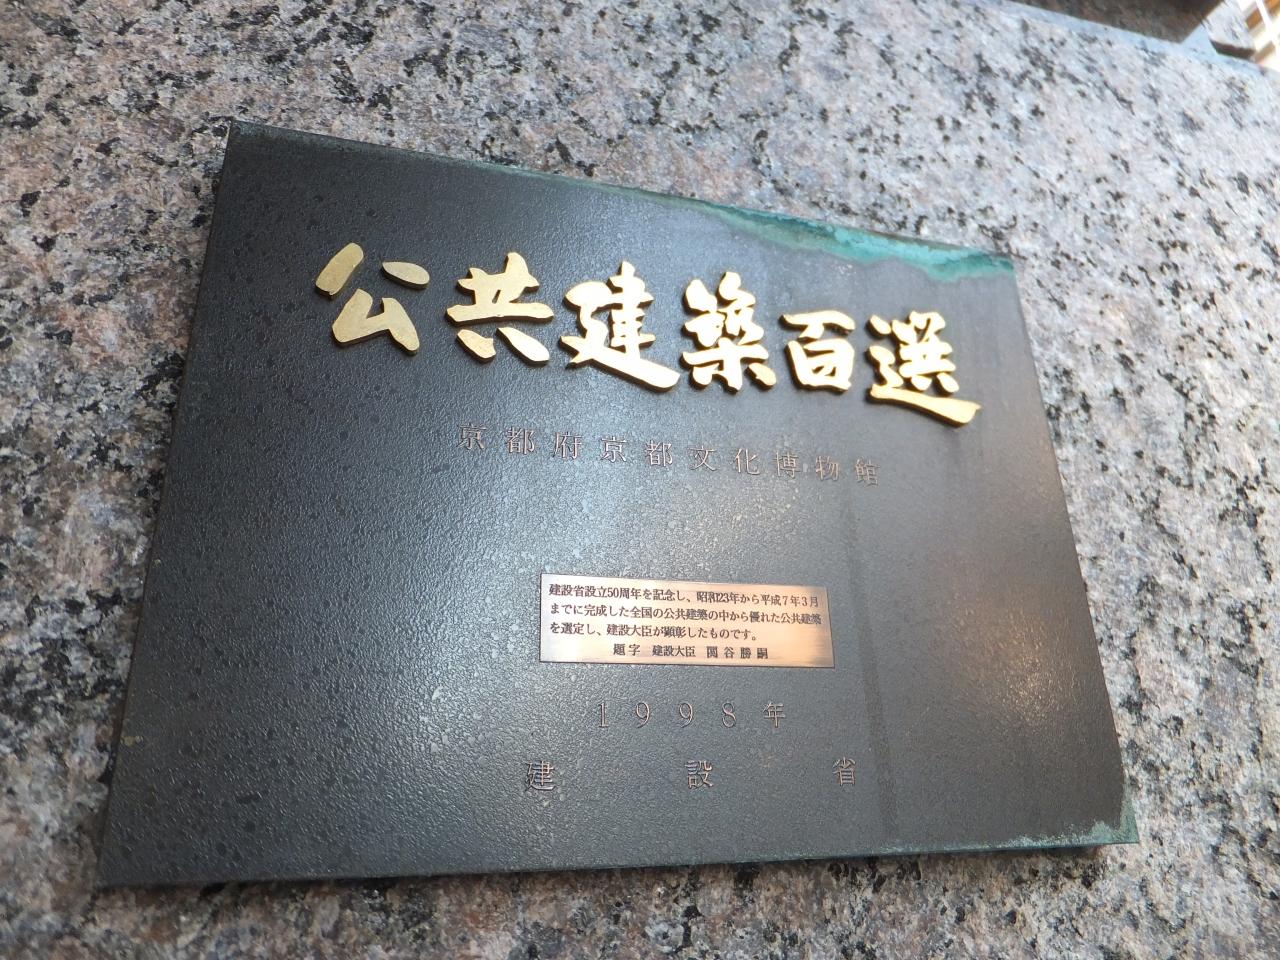 公共建築百選
京都府京都文化博物館
建設省設立50周年を記念し、昭和23年から平成7年3月
までに完成した全国の公共建築の中から優れた公共建築
を選定し、建設大臣が顕彰したものです。
題字 建設大臣 関谷勝嗣
1998年
建設省